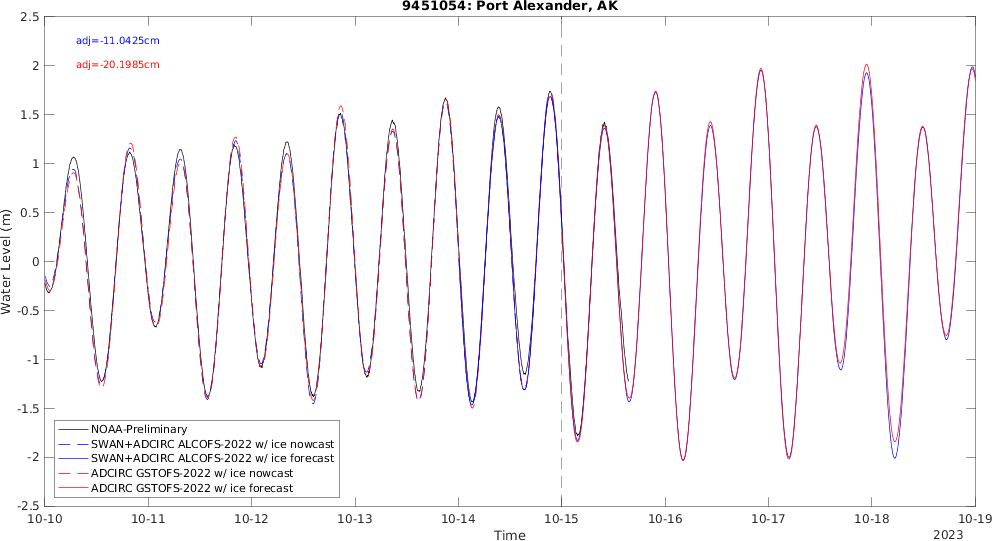 9451054: Port Alexander, AK
adj=-11.0425cm
adj=-20.1985cm
2.5
2
1.5
1
0.5
0
-0.5
-1
-1.5
-2
-2.5
Water Level (m)
NOAA-Preliminary
SWAN+ADCIRC ALCOFS-2022 w/ ice nowcast
SWAN+ADCIRC ALCOFS-2022 w/ ice forecast
ADCIRC GSTOFS-2022 w/ ice nowcast
ADCIRC GSTOFS-2022 w/ ice forecast
10-10 10-11 10-12 10-13 10-14 10-15 10-16 10-17 10-18 10-19
Time
2023